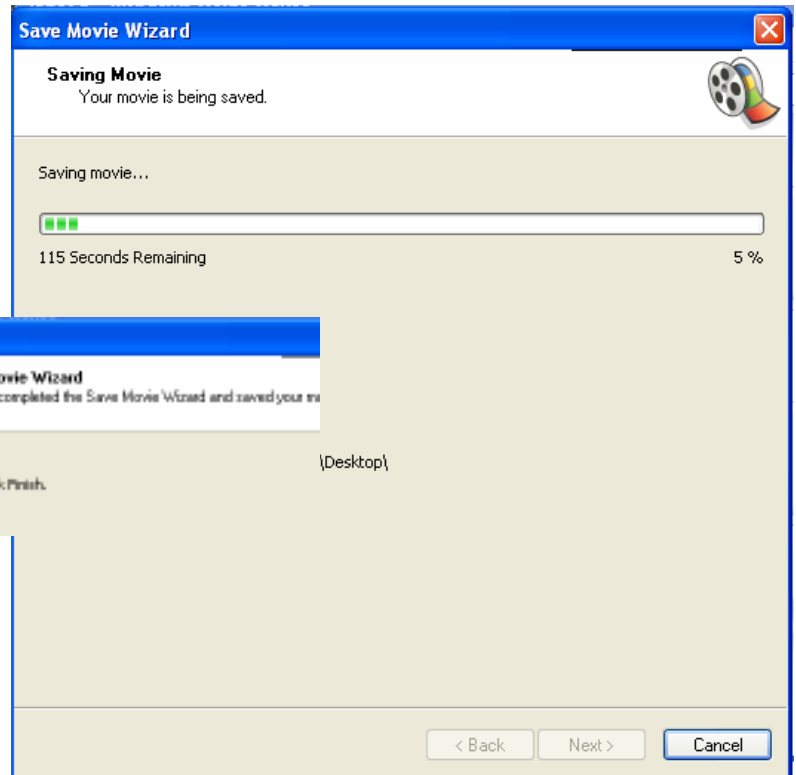 Save Movie Wizard
Saving Movie
Your movie is being saved.
Saving movie...
115 Seconds Remaining
5 %
ovie Wizard
completed the Save Movie Wizard and saved your
\Desktop\
Finish.
< Back
Next >
Cancel